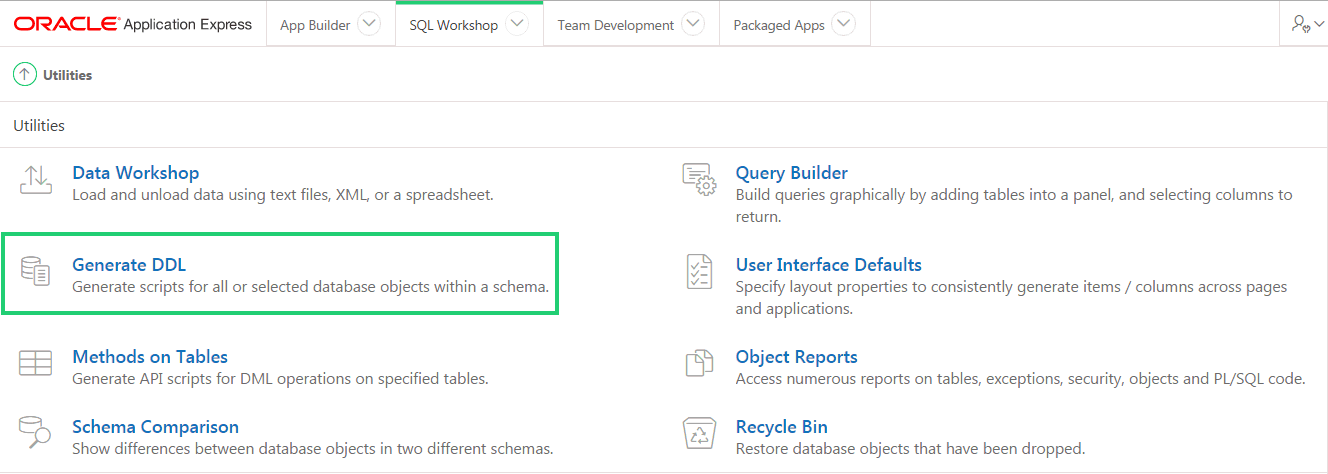 ORACLE Application Express App Builder SQL Workshop Team Development Packaged Apps
Utilities
Utilities
Data Workshop
Load and unload data using text files, XML, or a spreadsheet.
Query Builder
Build queries graphically by adding tables into a panel, and selecting columns to
return.
Generate DDL
Generate scripts for all or selected database objects within a schema.
User Interface Defaults
Specify layout properties to consistently generate items / columns across pages
and applications.
Methods on Tables
Generate API scripts for DML operations on specified tables.
Object Reports
Access numerous reports on tables, exceptions, security, objects and PL/SQL code.
Schema Comparison
Show differences between database objects in two different schemas.
Recycle Bin
Restore database objects that have been dropped.